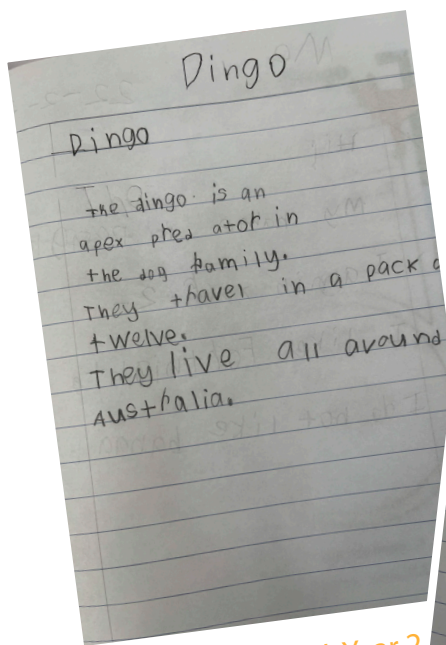 Dingo
Dingo
The dingo is an
apex pred ator in
the dog family.
They travel in a pack
twelve.
They live all around
Australia.